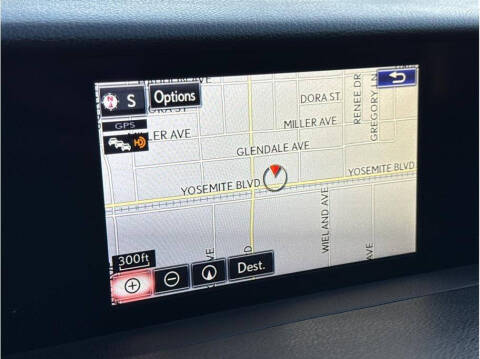 N
S
Options
DORA ST
RENEE DR
GREGORY LN
GPS
MILLER AVE
ER AVE
GLENDALE AVE
YOSEMITE BLVD
YOSEMITE BLVD
WIELAND AVE
300ft
VE
D
AVE
Dest.